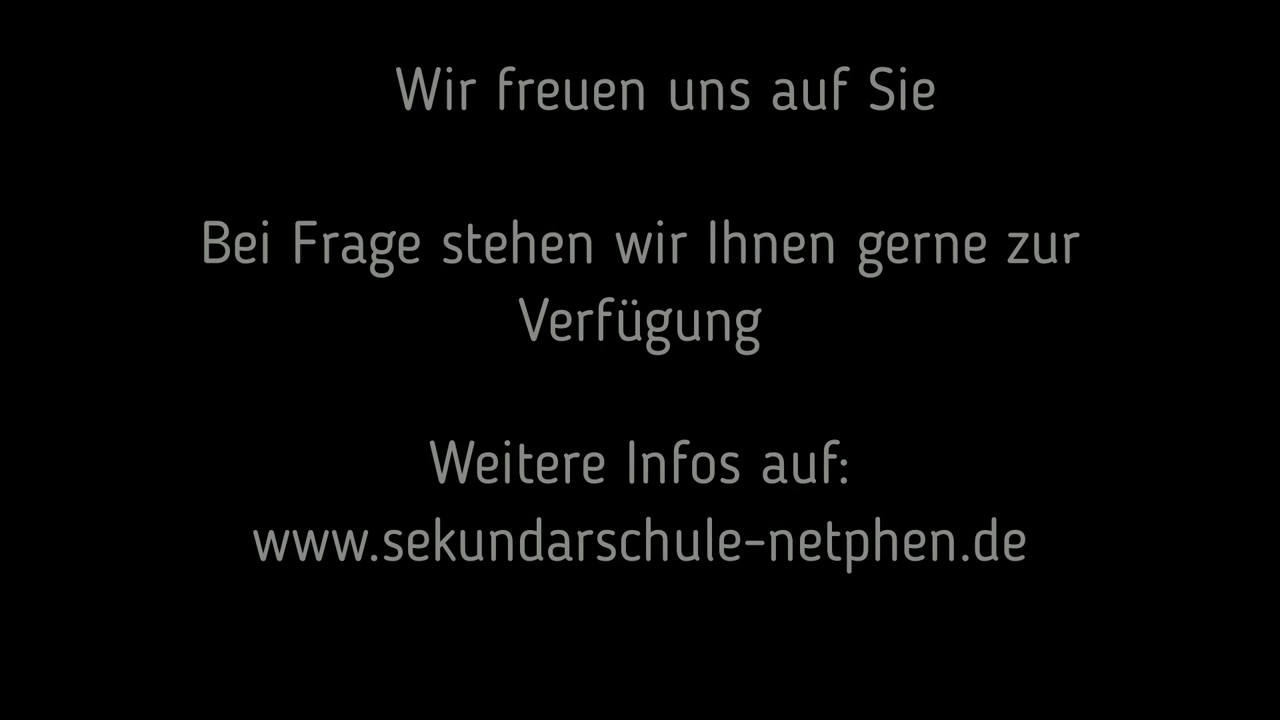 Wir freuen uns auf Sie
Bei Frage stehen wir Ihnen gerne zur
Verfügung
Weitere Infos auf:
www.sekundarschule-netphen.de